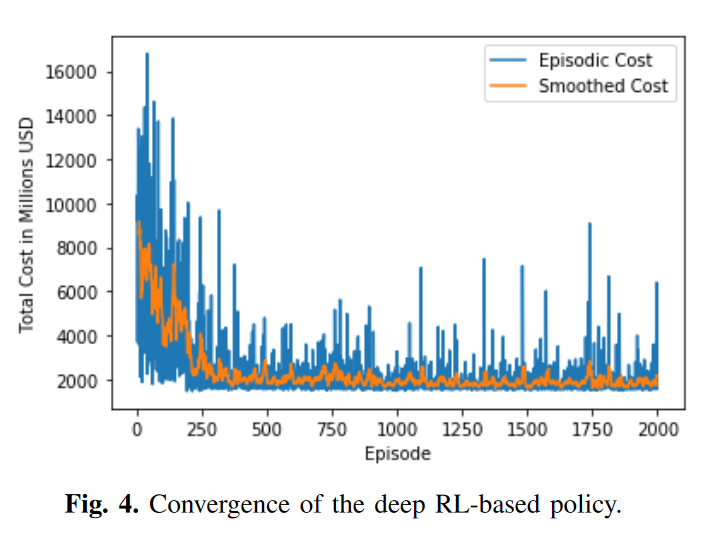 Episodic Cost
Smoothed Cost
Total Cost in Millions USD
16000
14000
12000
10000
8000
6000
4000
2000
0 250 500 750 1000 1250 1500 1750 2000
Episode
Fig. 4. Convergence of the deep RL-based policy.